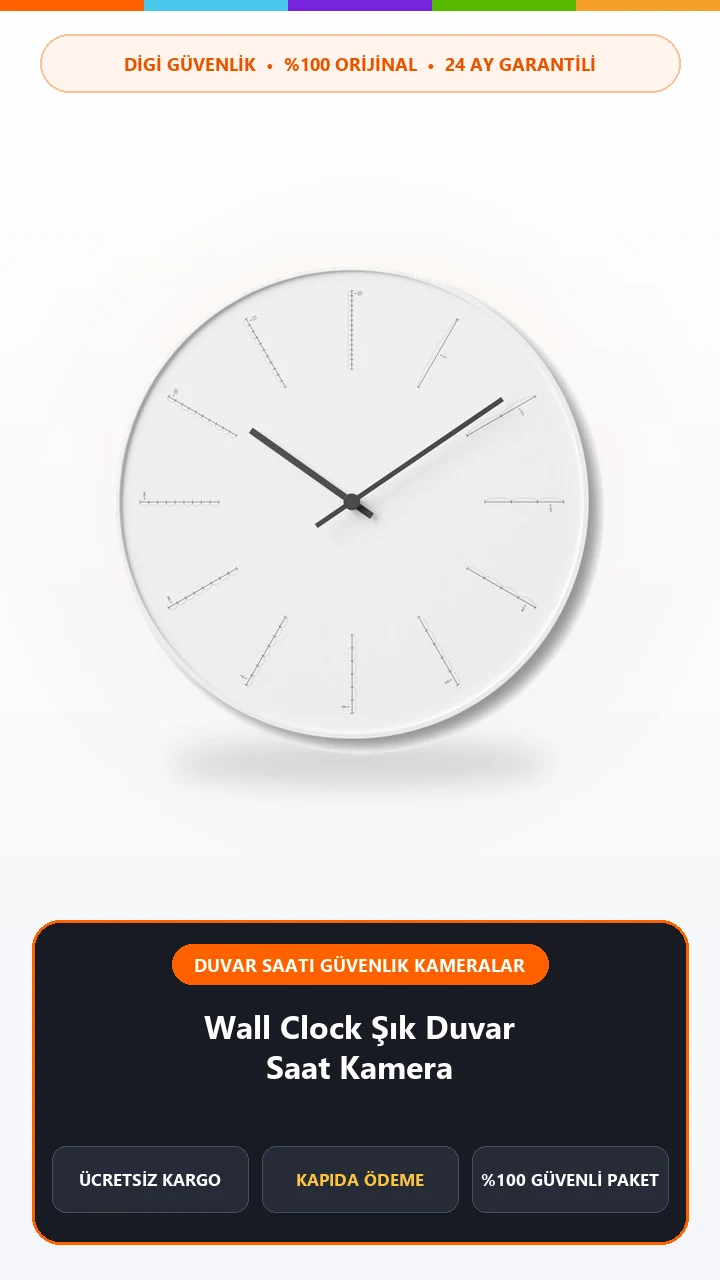 DİGİ GÜVENLİK • %100 ORİJİNAL • 24 AY GARANTİLİ
DUVAR SAATI GÜVENLIK KAMERALAR
Wall Clock Şık Duvar
Saat Kamera
ÜCRETSİZ KARGO
KAPIDA ÖDEME
%100 GÜVENLİ PAKET